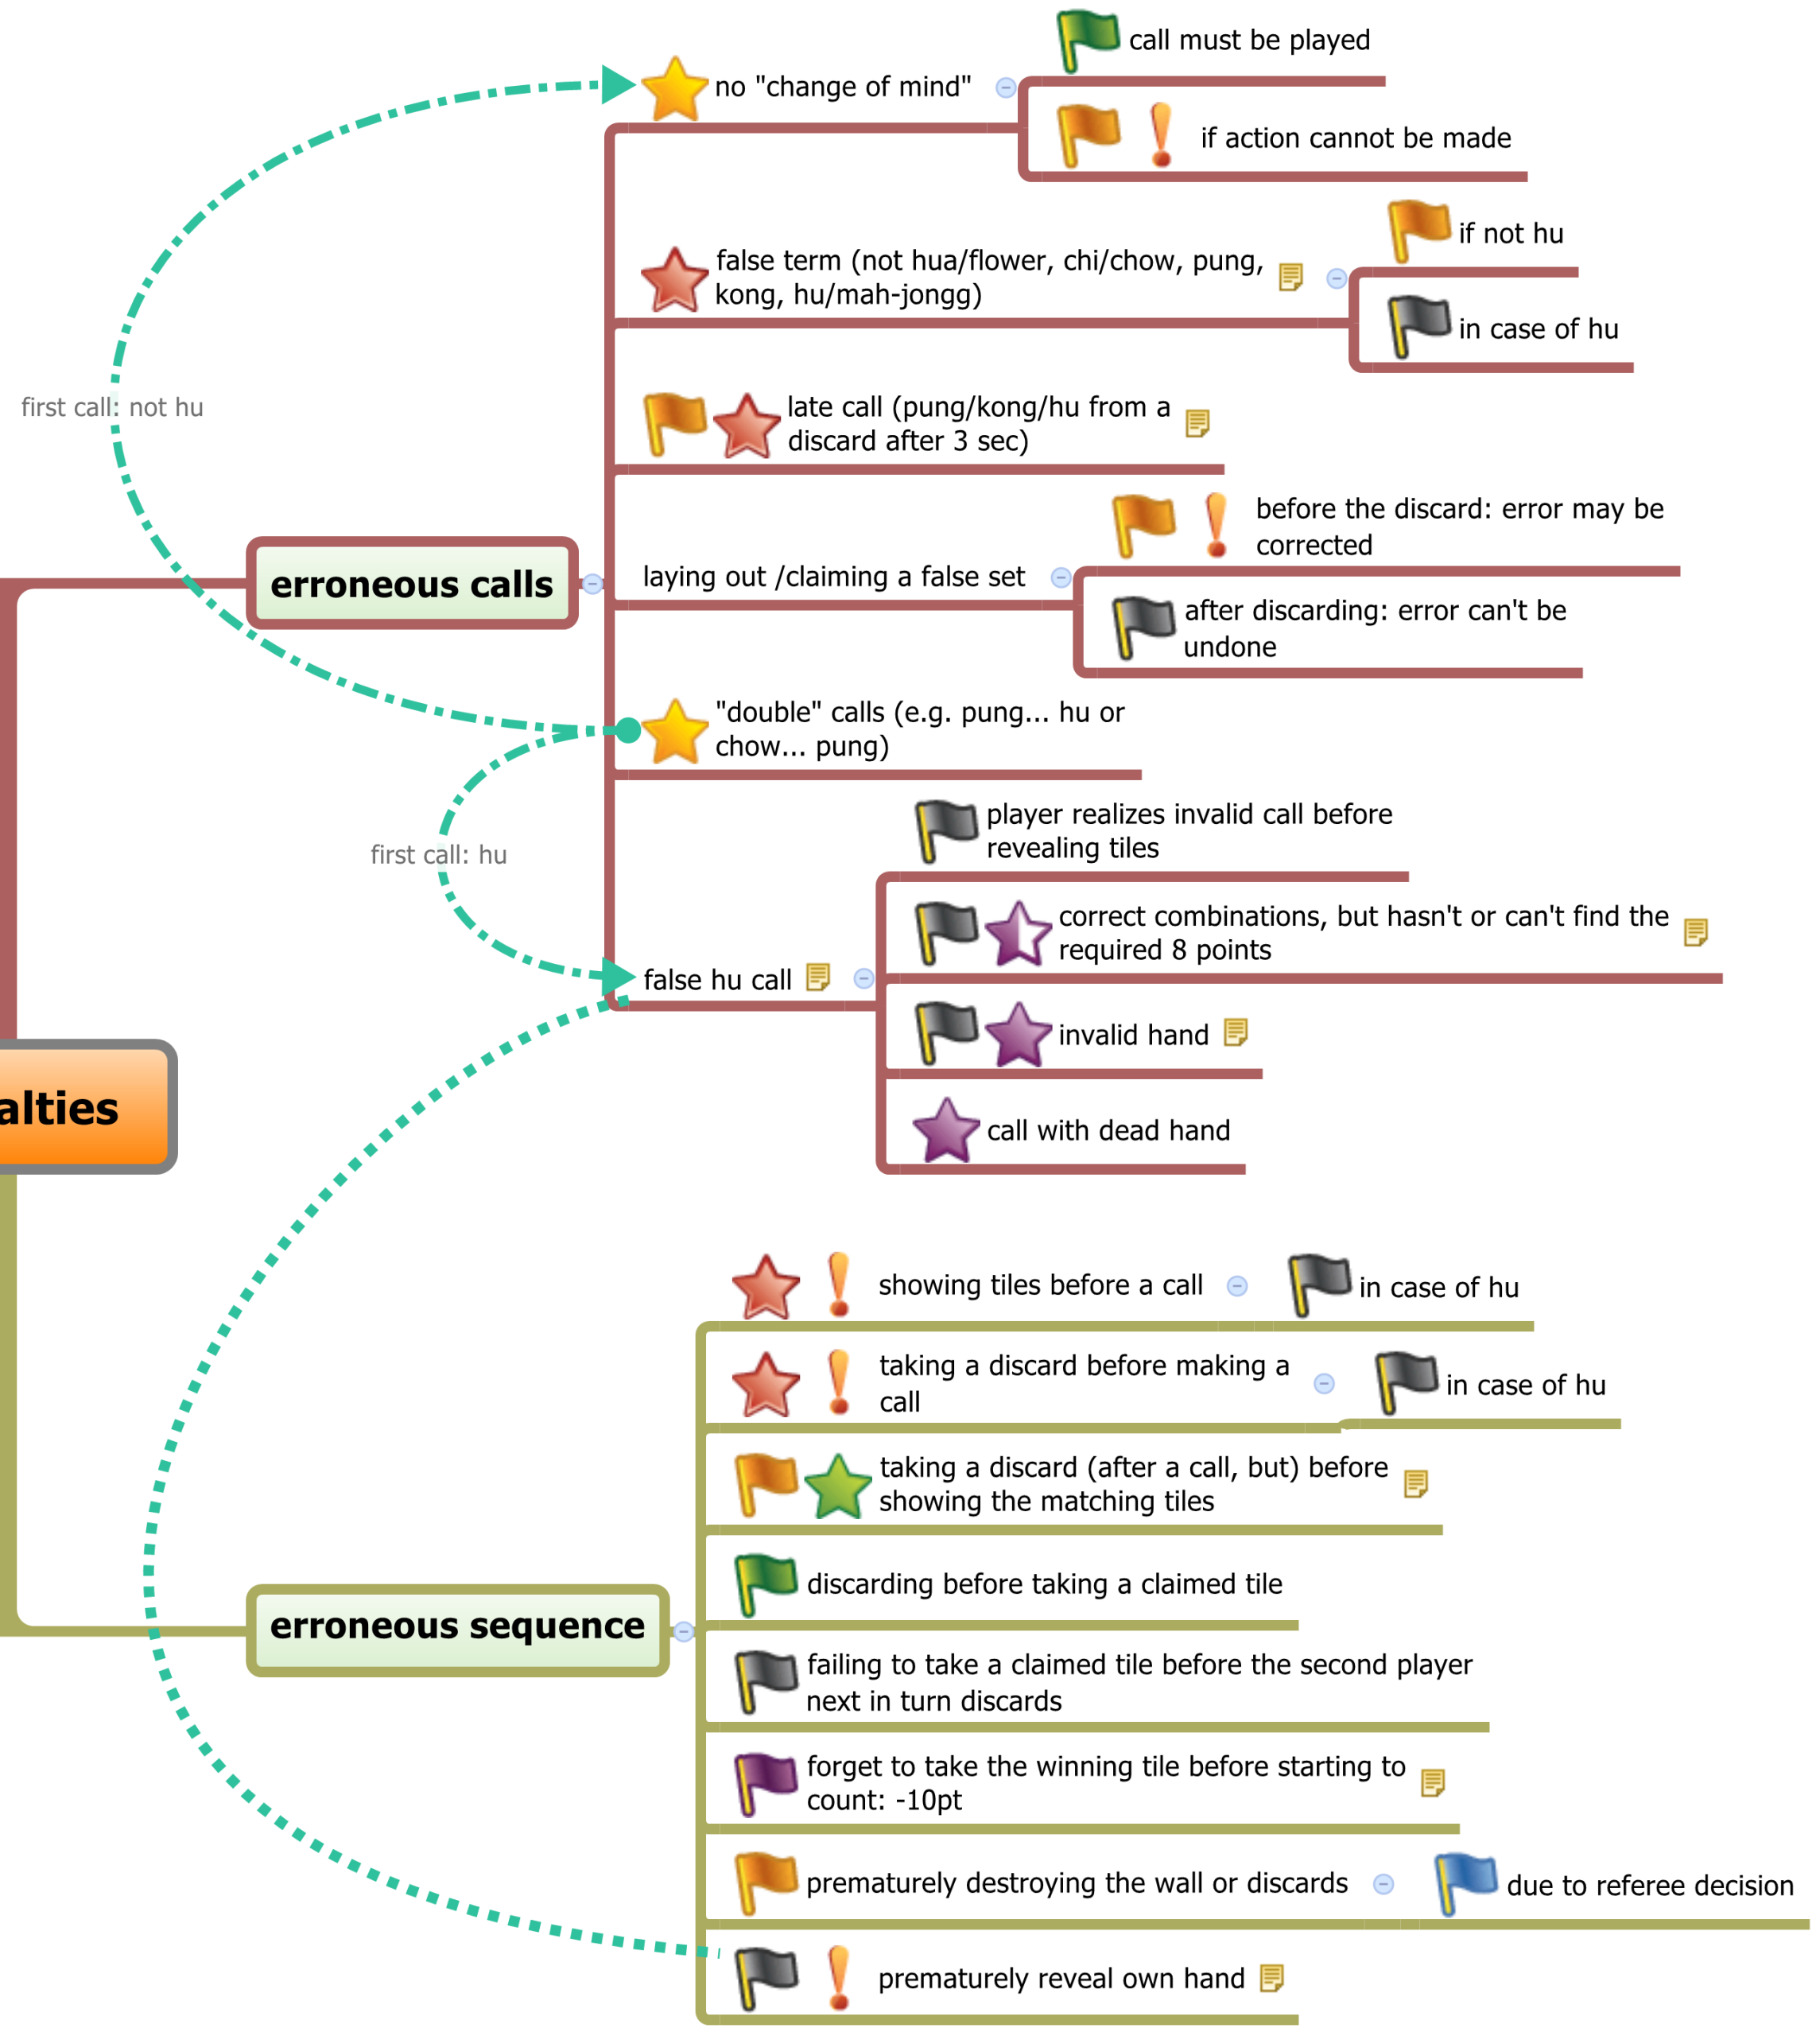 call must be played
no "change of mind"
if action cannot be made
if not hu
false term (not hua/flower, chi/chow, pung,
kong, hu/mah-jongg)
in case of hu
first call: not hu
late call (pung/kong/hu from a
discard after 3 sec)
before the discard: error may be
corrected
laying out /claiming a false set
erroneous calls
after discarding: error can't be
undone
"double" calls (e.g. pung... hu or
chow... pung)
player realizes invalid call before
revealing tiles
first call: hu
correct combinations, but hasn't or can't find the
required 8 points
false hu call
invalid hand
alties
call with dead hand
showing tiles before a call
in case of hu
taking a discard before making a
call
in case of hu
taking a discard (after a call, but) before
showing the matching tiles
discarding before taking a claimed tile
erroneous sequence
failing to take a claimed tile before the second player
next in turn discards
forget to take the winning tile before starting to
count: -10pt
prematurely destroying the wall or discards
due to referee decision
prematurely reveal own hand